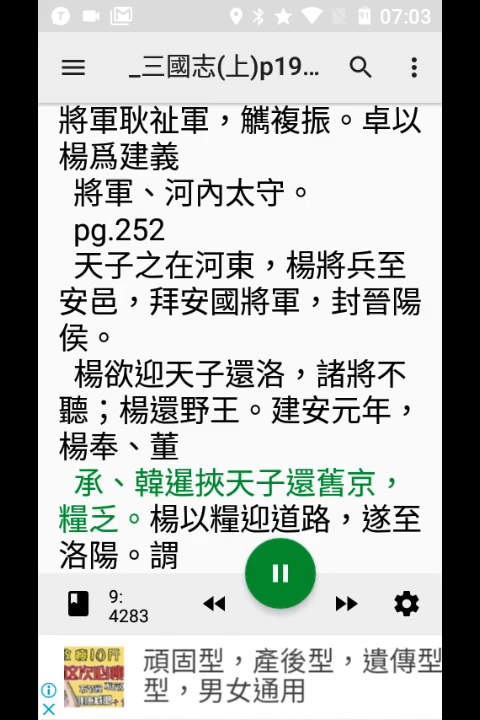 07:03
_三國志(上)p19…
將軍耿祉軍，觿複振。卓以
楊爲建義
將軍、河內太守。
pg.252
天子之在河東，楊將兵至
安邑，拜安國將軍，封晉陽
侯。
楊欲迎天子還洛，諸將不
聽；楊還野王。建安元年，
楊奉、董
承、韓暹挾天子還舊京，
糧乏。楊以糧迎道路，遂至
洛陽。謂
9:
4283
頑固型，產後型，遺傳型
型，男女通用